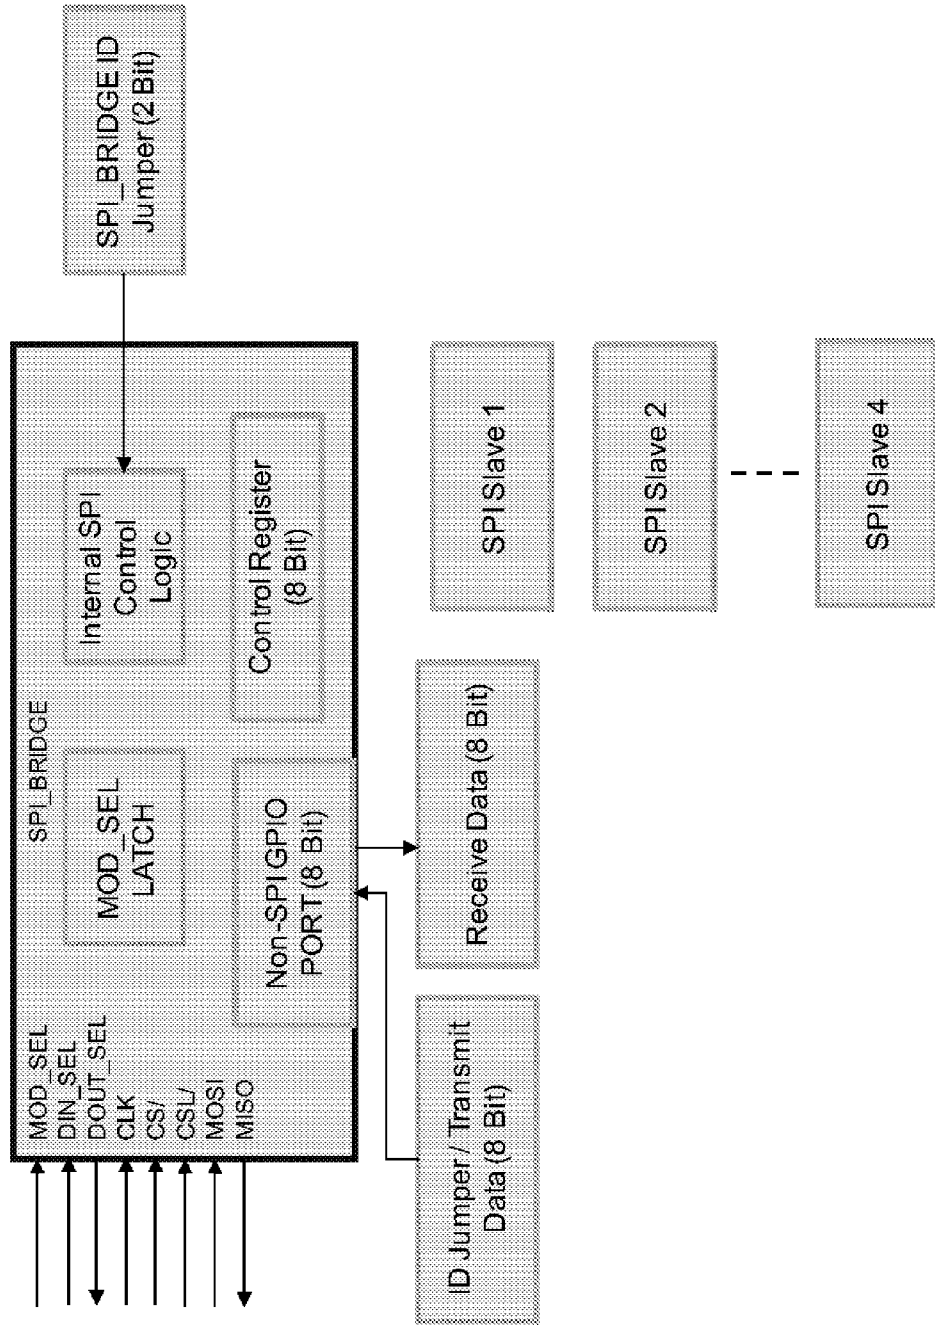 MOD_SEL
DIN_SEL
DOUT_SEL
CLK
CS/
CSL/
MOSI
MISO
SPI_BRIDGE
MOD_SEL
LATCH
Internal SPI
Control
Logic
SPI_BRIDGE ID
Jumper (2 Bit)
Non-SPI GPIO
PORT (8 Bit)
Control Register
(8 Bit)
ID Jumper / Transmit
Data (8 Bit)
Receive Data (8 Bit)
SPI Slave 1
SPI Slave 2
SPI Slave 4